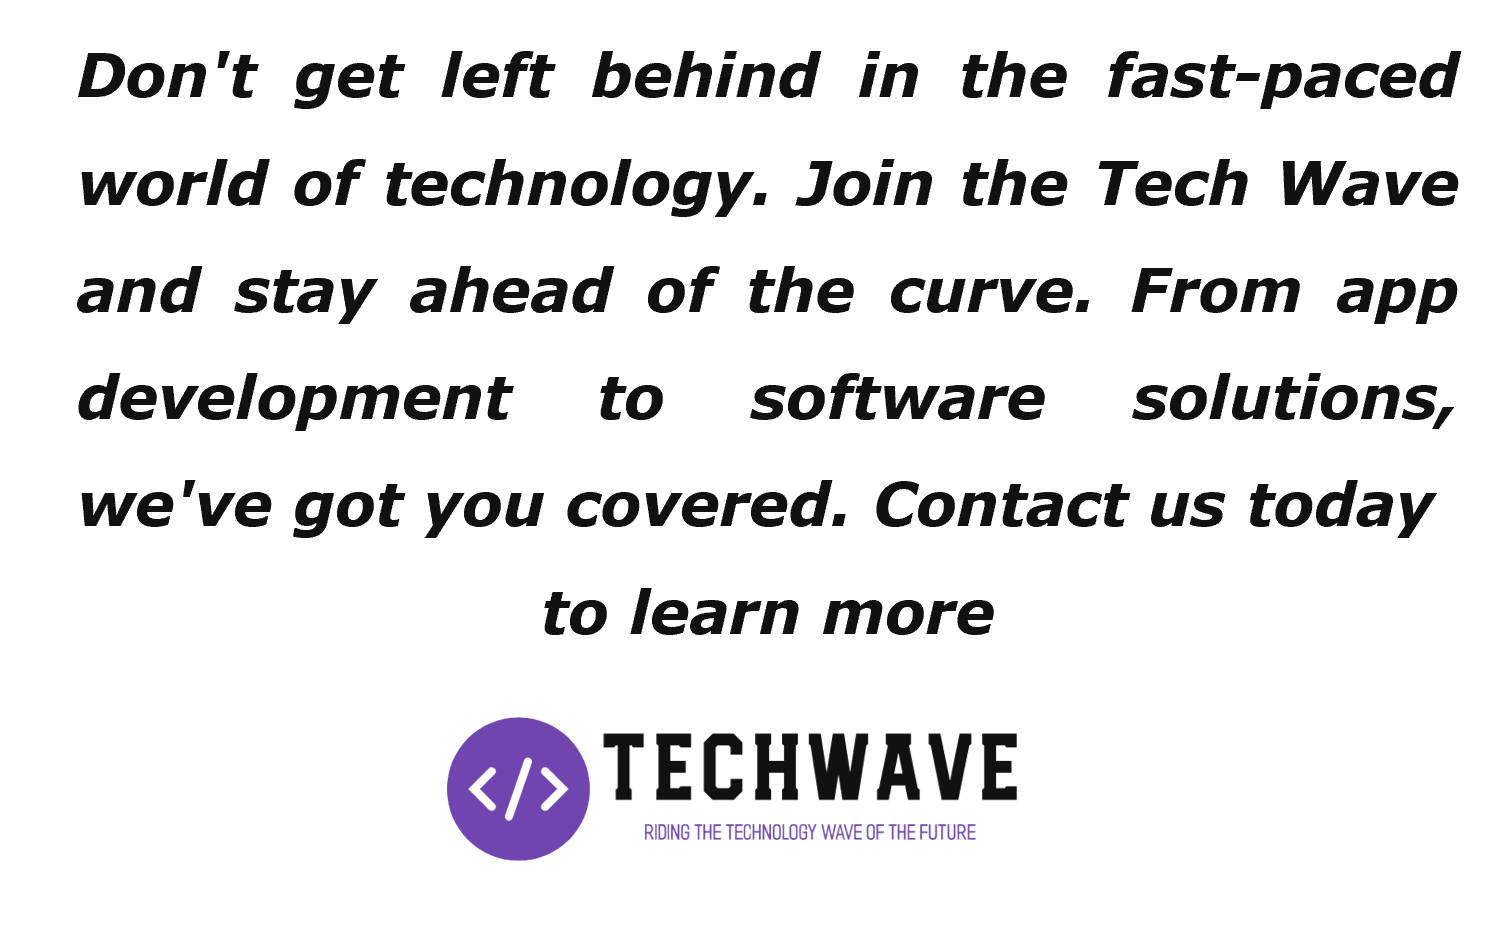 Don't get left behind in the fast-paced
world of technology. Join the Tech Wave
and stay ahead of the curve. From app
development to software solutions,
we've got you covered. Contact us today
to learn more
</>
TECHWAVE
RIDING THE TECHNOLOGY WAVE OF THE FUTURE